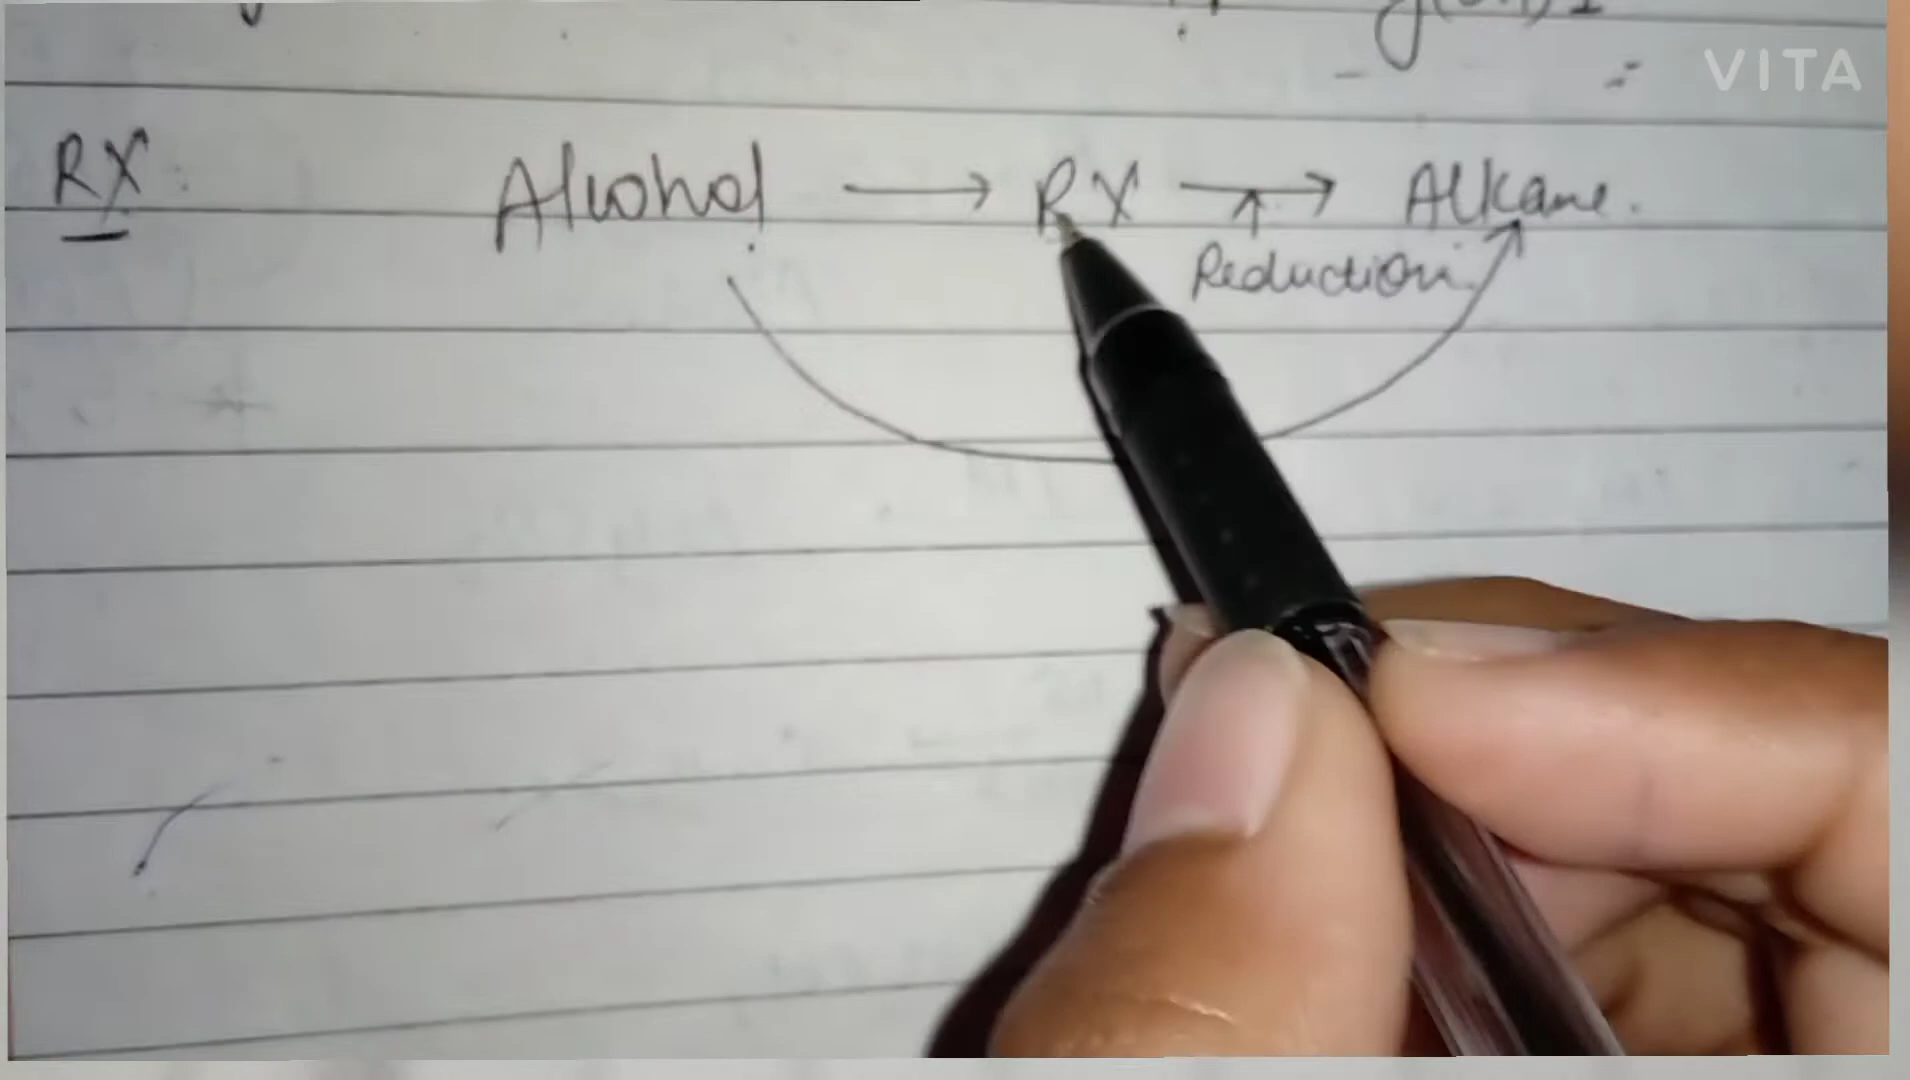 VITA
RX: Alcohol → RX → Alkane.
Reduction